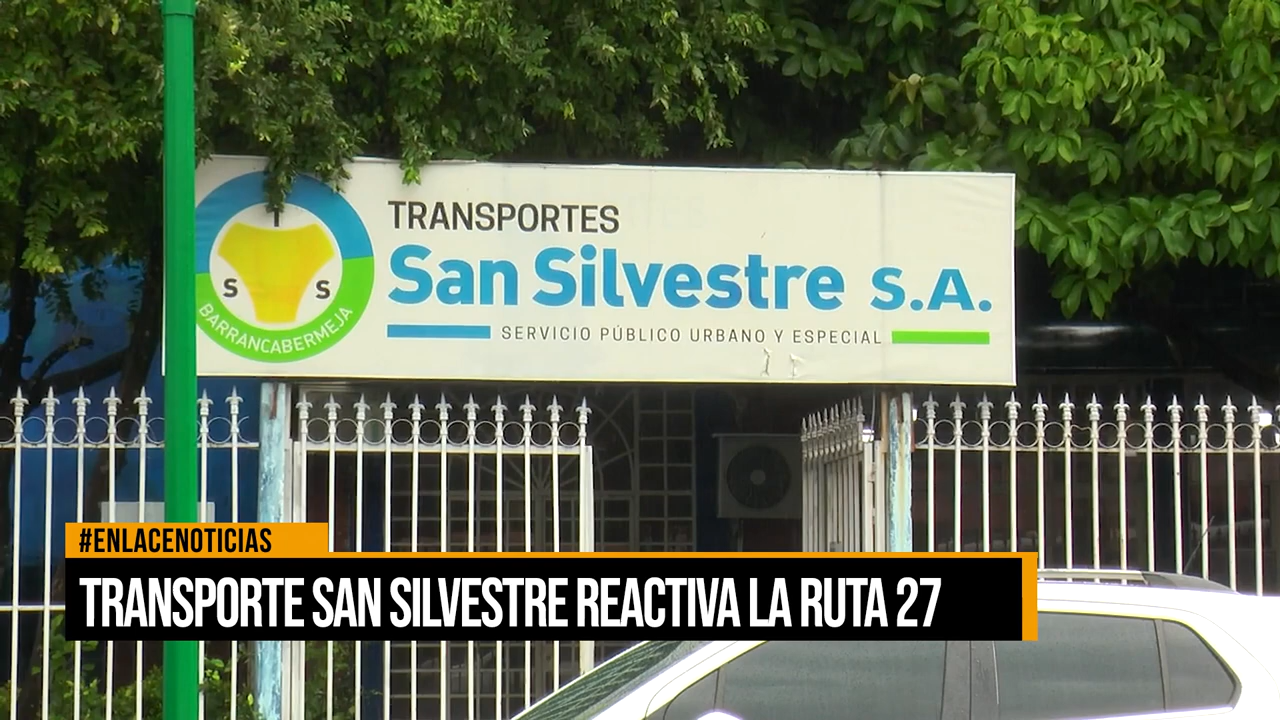 TRANSPORTES
San Silvestre S.A.
SERVICIO PÚBLICO URBANO Y ESPECIAL
T
S S
BARRANCABERMEJA
#ENLACENOTICIAS
TRANSPORTE SAN SILVESTRE REACTIVA LA RUTA 27